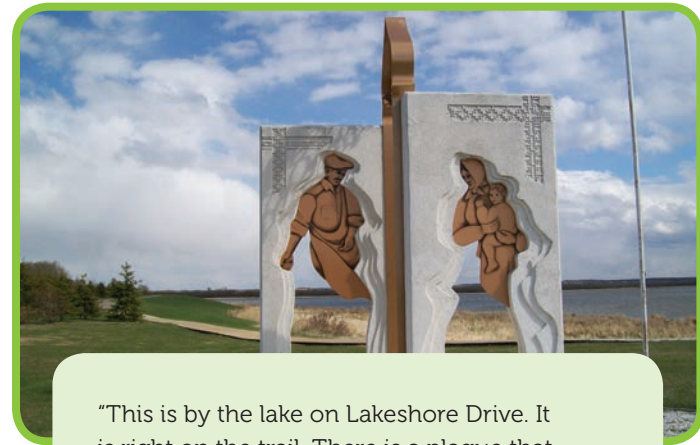 “This is by the lake on Lakeshore Drive. It
is right on the trail. There is a plaque that